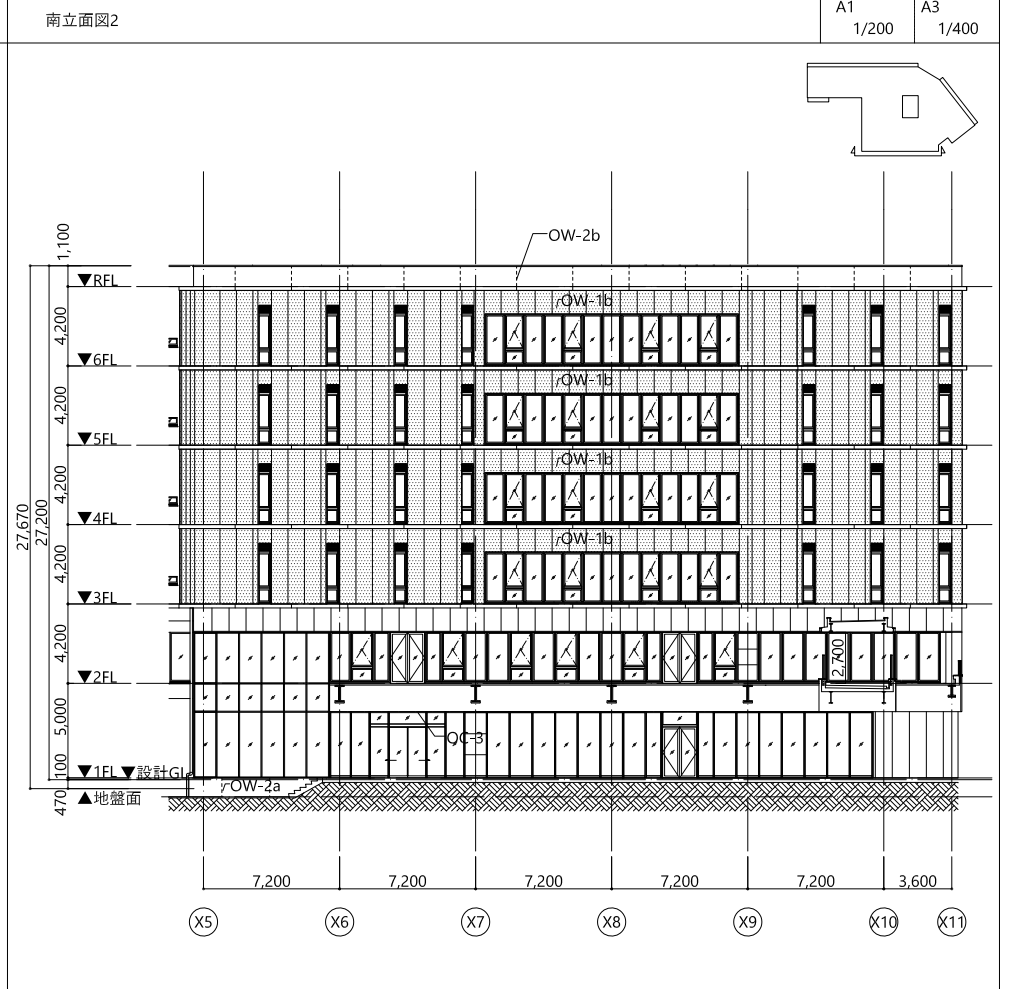 南立面図2
A1
1/200
A3
1/400
OW-2b
1,100
▼RFL
OW-1b
4,200
▼6FL
OW-1b
4,200
▼5FL
OW-1b
4,200
▼4FL
OW-1b
4,200
▼3FL
27,670
27,200
4,200
2,700
▼2FL
5,000
OC-3
100
▼1FL ▼設計GL
OW-2a
470
▲地盤面
7,200 7,200 7,200 7,200 7,200 3,600
X5 X6 X7 X8 X9 X10 X11